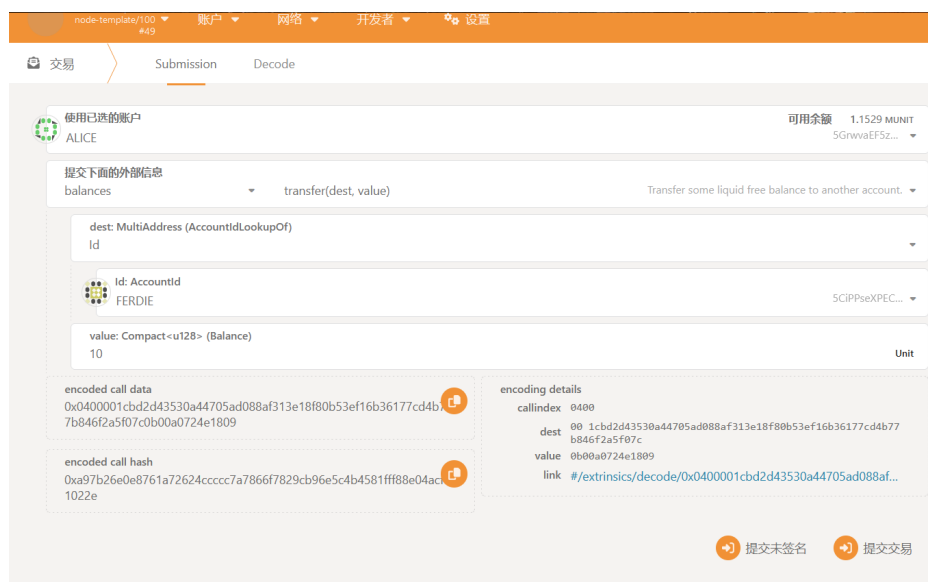 node-template/100 账户 网络 开发者 设置
#49
交易 Submission Decode
使用已选的账户 可用余额 1.1529 MUNIT
ALICE 5GrwvaEF5z...
提交下面的外部信息
balances transfer(dest, value) Transfer some liquid free balance to another account.
dest: MultiAddress (AccountIdLookupOf)
Id
Id: AccountId
FERDIE 5CiPPseXPEC...
value: Compact<u128> (Balance)
10 Unit
encoded call data
0x0400001cbd2d43530a44705ad088af313e18f80b53ef16b36177cd4b7
7b846f2a5f07c0b00a0724e1809
encoded call hash
0xa97b26e0e8761a72624ccccc7a7866f7829cb96e5c4b4581fff88e04ac
1022e
encoding details
callindex 0400
dest 00 1cbd2d43530a44705ad088af313e18f80b53ef16b36177cd4b77
b846f2a5f07c
value 0b00a0724e1809
link #/extrinsics/decode/0x0400001cbd2d43530a44705ad088af...
提交未签名 提交交易